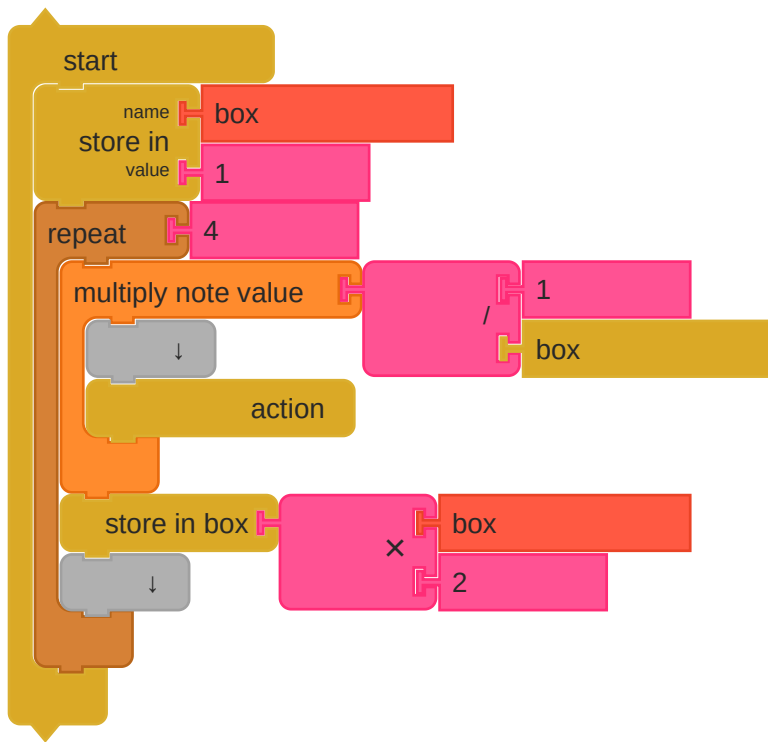 start
name
box
store in
value
1
repeat
4
multiply note value
/
1
box
↓
action
store in box
×
box
2
↓